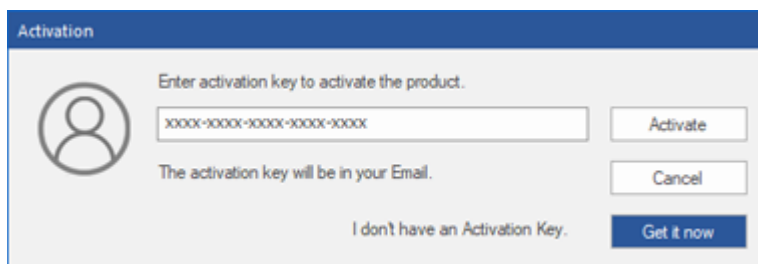 Activation
Enter activation key to activate the product.
xxxx-xxxx-xxxx-xxxx-xxxx
Activate
The activation key will be in your Email.
Cancel
I don't have an Activation Key.
Get it now